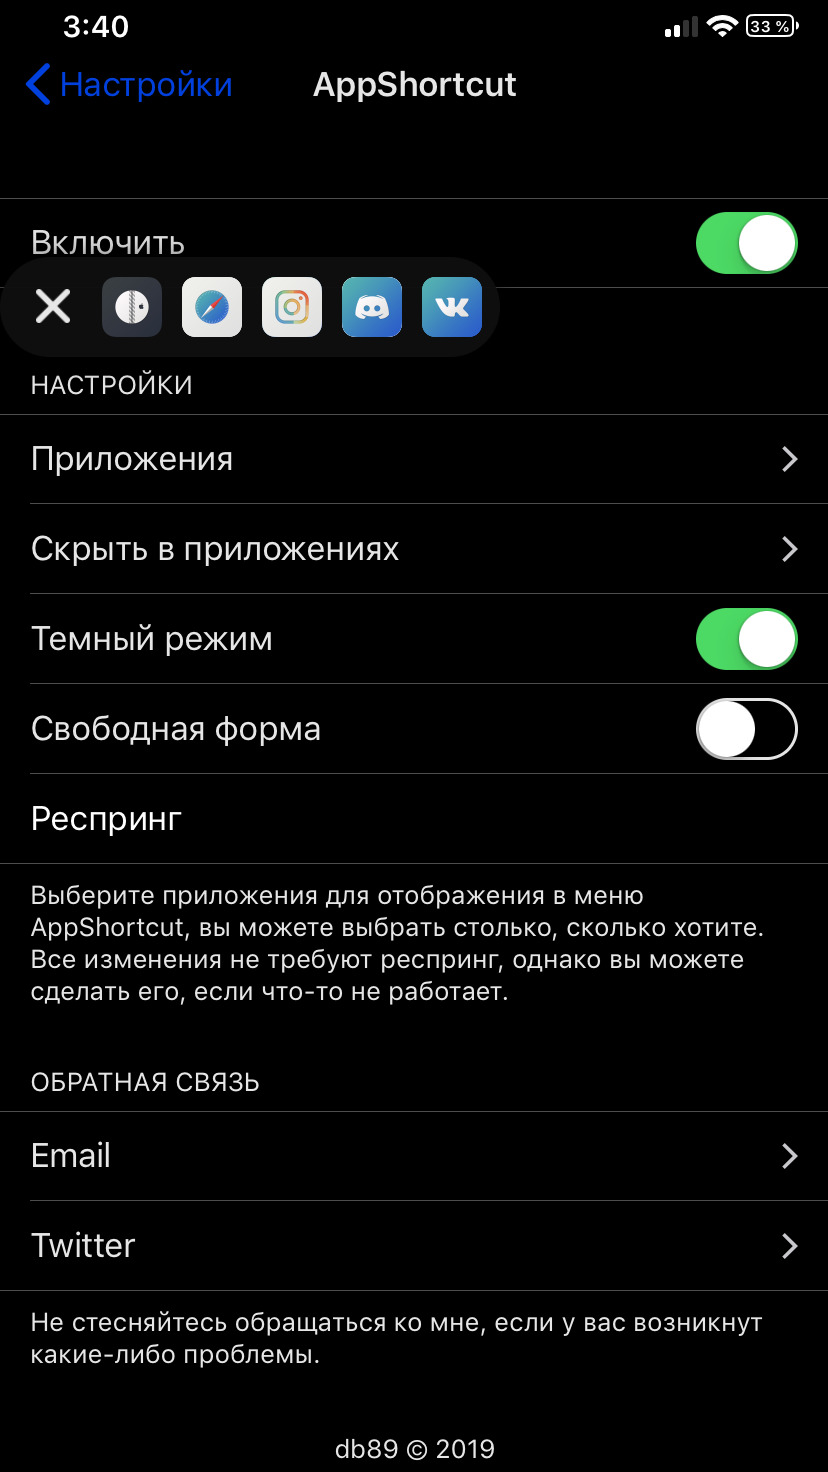 3:40
33 %
Настройки
AppShortcut
Включить
НАСТРОЙКИ
Приложения
Скрыть в приложениях
Темный режим
Свободная форма
Респринг
Выберите приложения для отображения в меню
AppShortcut, вы можете выбрать столько, сколько хотите.
Все изменения не требуют респринг, однако вы можете
сделать его, если что-то не работает.
ОБРАТНАЯ СВЯЗЬ
Email
Twitter
Не стесняйтесь обращаться ко мне, если у вас возникнут
какие-либо проблемы.
db89 © 2019